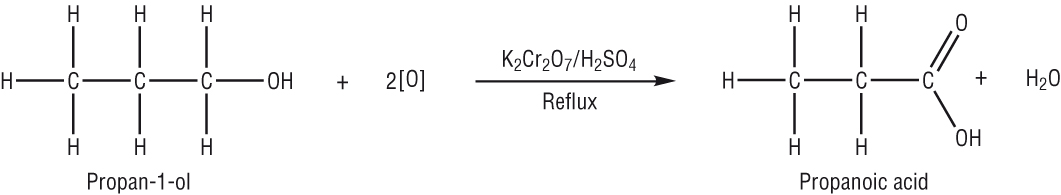 H H H H O
K₂Cr₂O₇/H₂SO₄
H C C C OH + 2[O] H C C C + H₂O
Reflux
H H H H H OH
Propan-1-ol Propanoic acid